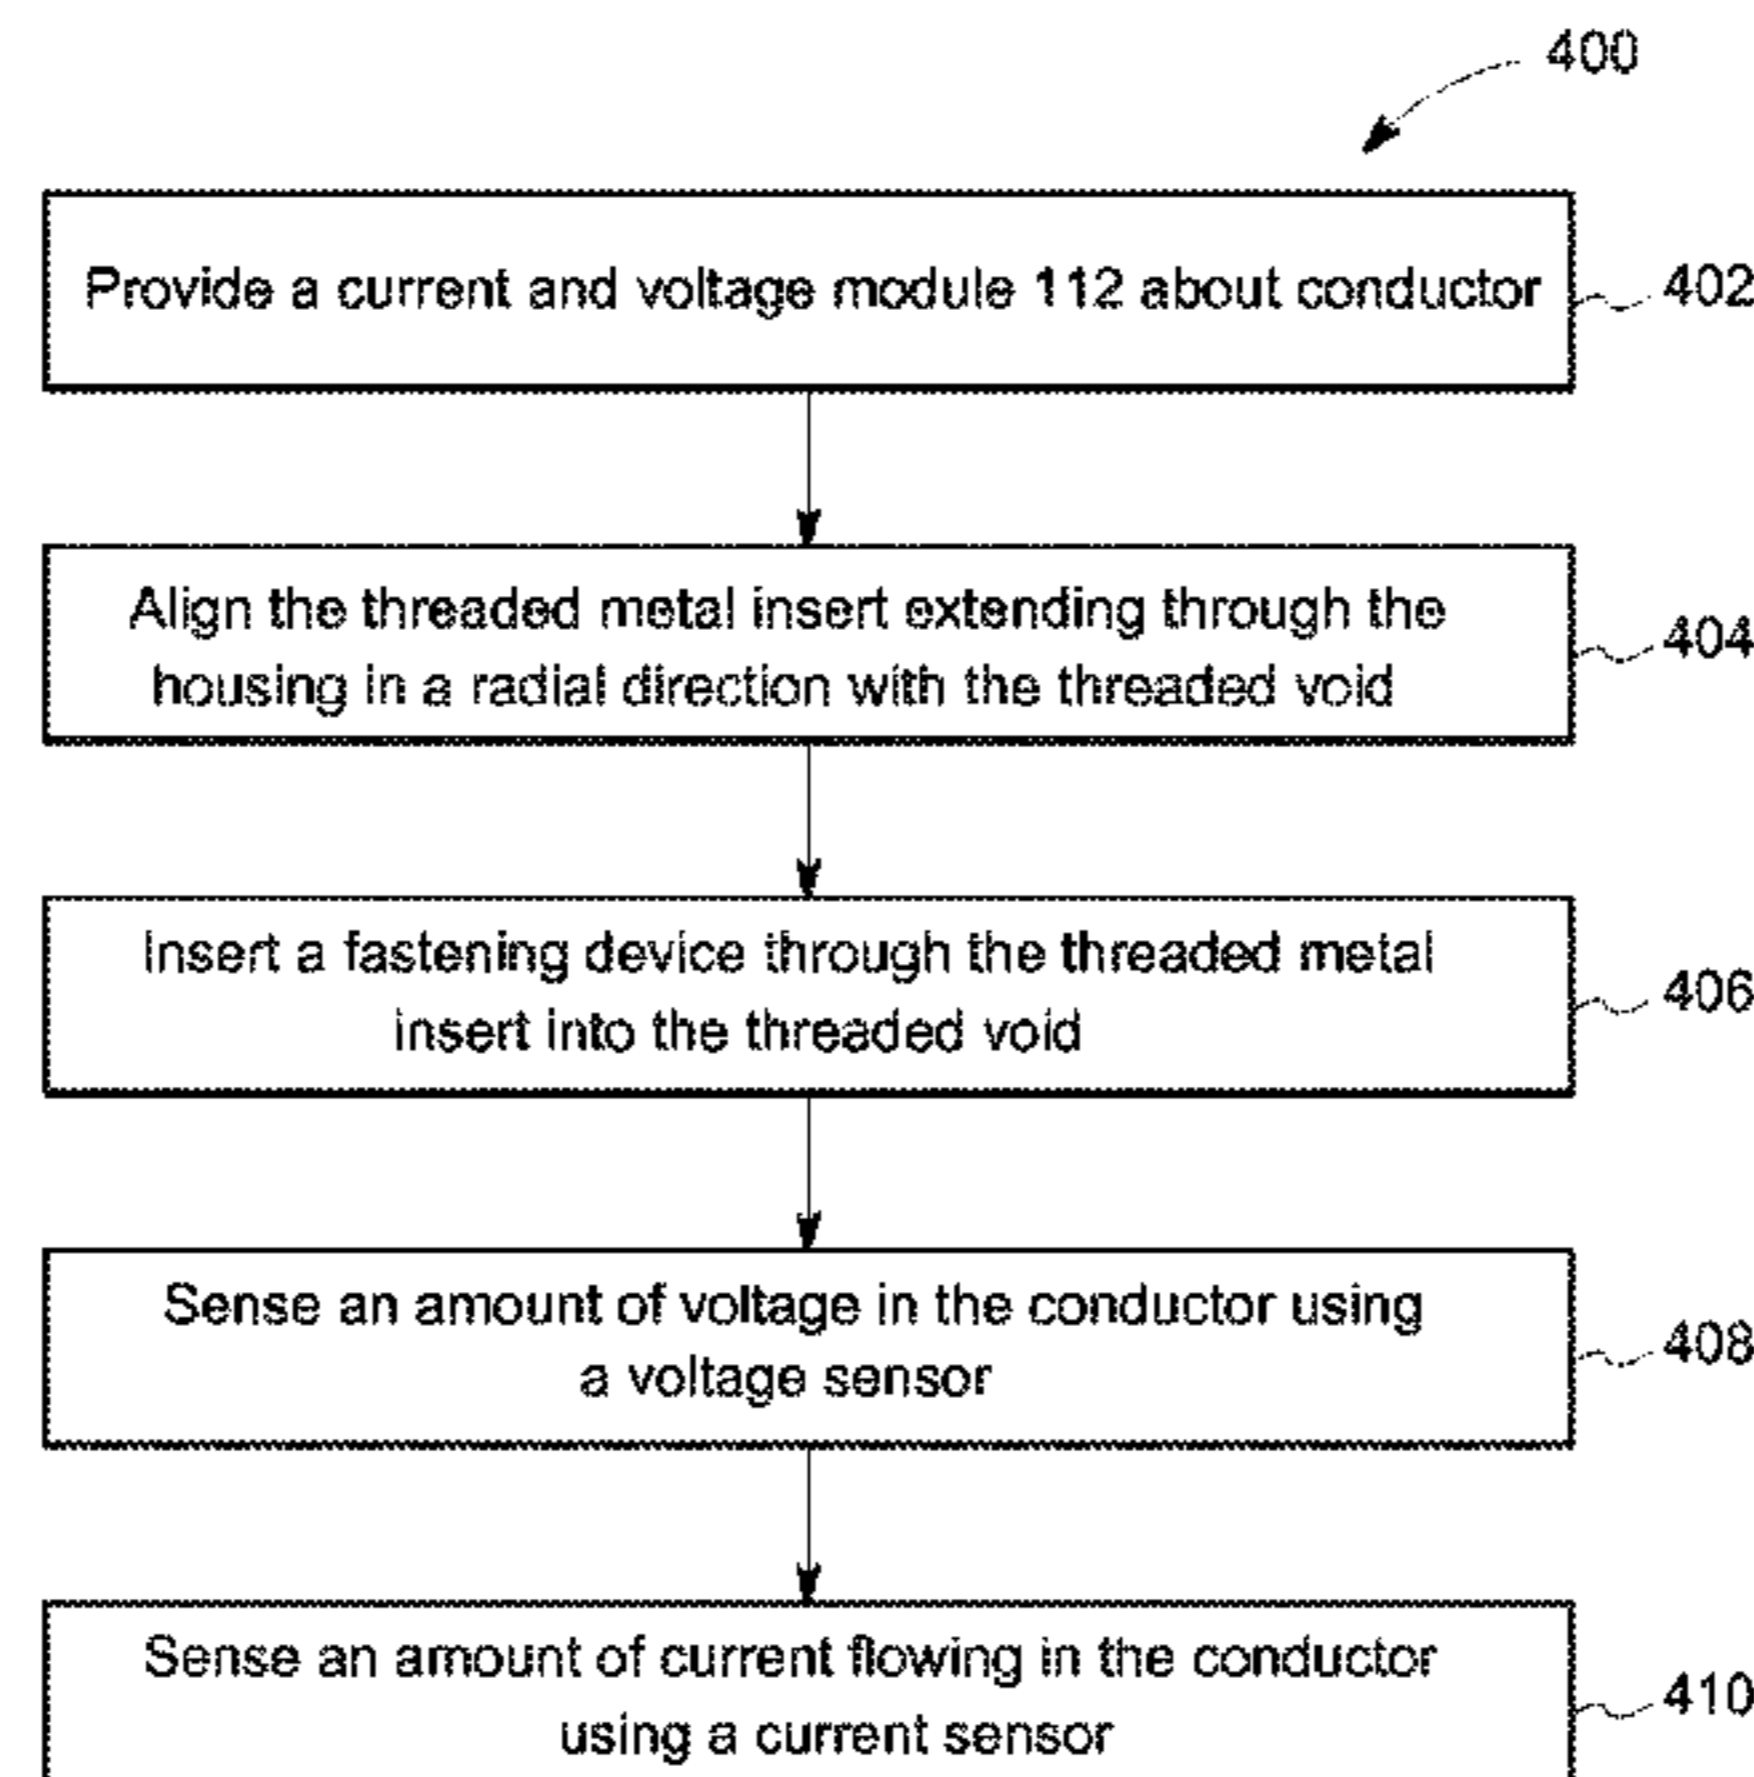 400
Provide a current and voltage module 112 about conductor
402
Align the threaded metal insert extending through the
housing in a radial direction with the threaded void
404
Insert a fastening device through the threaded metal
insert into the threaded void
406
Sense an amount of voltage in the conductor using
a voltage sensor
408
Sense an amount of current flowing in the conductor
using a current sensor
410